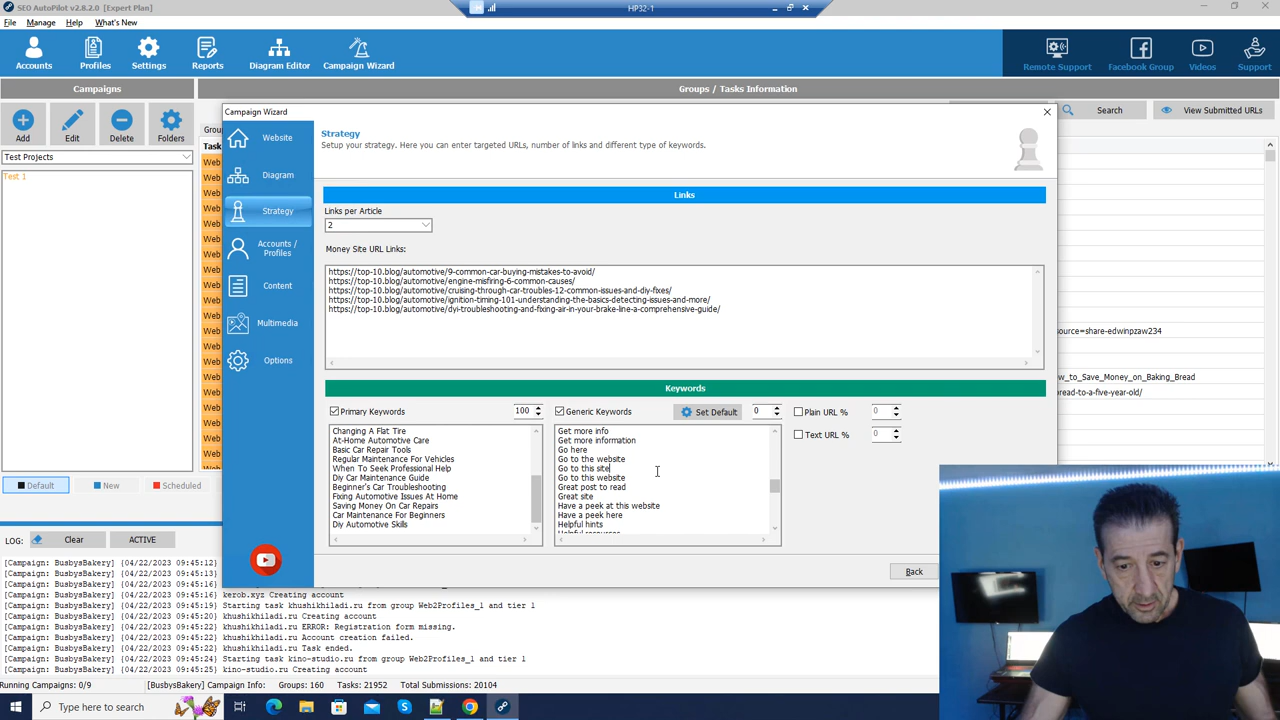 SEO AutoPilot v2.8.2.0 [Expert Plan]
HP32-1
File Manage Help What's New
Accounts Profiles Settings Reports Diagram Editor Campaign Wizard
Remote Support Facebook Group Videos Support
Campaigns
Groups / Tasks Information
Add Edit Delete Folders
Search View Submitted URLs
Test Projects
Test 1
Campaign Wizard
Website
Diagram
Strategy
Accounts / Profiles
Content
Multimedia
Options
Strategy
Setup your strategy. Here you can enter targeted URLs, number of links and different type of keywords.
Links
Links per Article
2
Money Site URL Links:
https://top-10.blog/automotive/9-common-car-buying-mistakes-to-avoid/
https://top-10.blog/automotive/engine-misfiring-6-common-causes/
https://top-10.blog/automotive/cruising-through-car-troubles-12-common-issues-and-diy-fixes/
https://top-10.blog/automotive/ignition-timing-101-understanding-the-basics-detecting-issues-and-more/
https://top-10.blog/automotive/dyi-troubleshooting-and-fixing-air-in-your-brake-line-a-comprehensive-guide/
Keywords
Primary Keywords 100
Generic Keywords Set Default 0
Plain URL % 0
Text URL % 0
Changing A Flat Tire
At-Home Automotive Care
Basic Car Repair Tools
Regular Maintenance For Vehicles
When To Seek Professional Help
Diy Car Maintenance Guide
Beginner's Car Troubleshooting
Fixing Automotive Issues At Home
Saving Money On Car Repairs
Car Maintenance For Beginners
Diy Automotive Skills
Get more info
Get more information
Go here
Go to the website
Go to this site
Go to this website
Great post to read
Great site
Have a peek at this website
Have a peek here
Helpful hints
Helpful resources
Back
Default New Scheduled
LOG: Clear ACTIVE
[Campaign: BusbysBakery] {04/22/2023 09:45:12}
[Campaign: BusbysBakery] {04/22/2023 09:45:13}
[Campaign: BusbysBakery]
[Campaign: BusbysBakery] {04/22/2023 09:45:16} kerob.xyz Creating account
[Campaign: BusbysBakery] {04/22/2023 09:45:19} Starting task khushikhiladi.ru from group Web2Profiles_1 and tier 1
[Campaign: BusbysBakery] {04/22/2023 09:45:20} khushikhiladi.ru Creating account
[Campaign: BusbysBakery] {04/22/2023 09:45:22} khushikhiladi.ru ERROR: Registration form missing.
[Campaign: BusbysBakery] {04/22/2023 09:45:22} khushikhiladi.ru Account creation failed.
[Campaign: BusbysBakery] {04/22/2023 09:45:22} khushikhiladi.ru Task ended.
[Campaign: BusbysBakery] {04/22/2023 09:45:24} Starting task kino-studio.ru from group Web2Profiles_1 and tier 1
[Campaign: BusbysBakery] {04/22/2023 09:45:25} kino-studio.ru Creating account
Running Campaigns: 0/9 [BusbysBakery] Campaign Info: Groups: 160 Tasks: 21952 Total Submissions: 20104
Type here to search